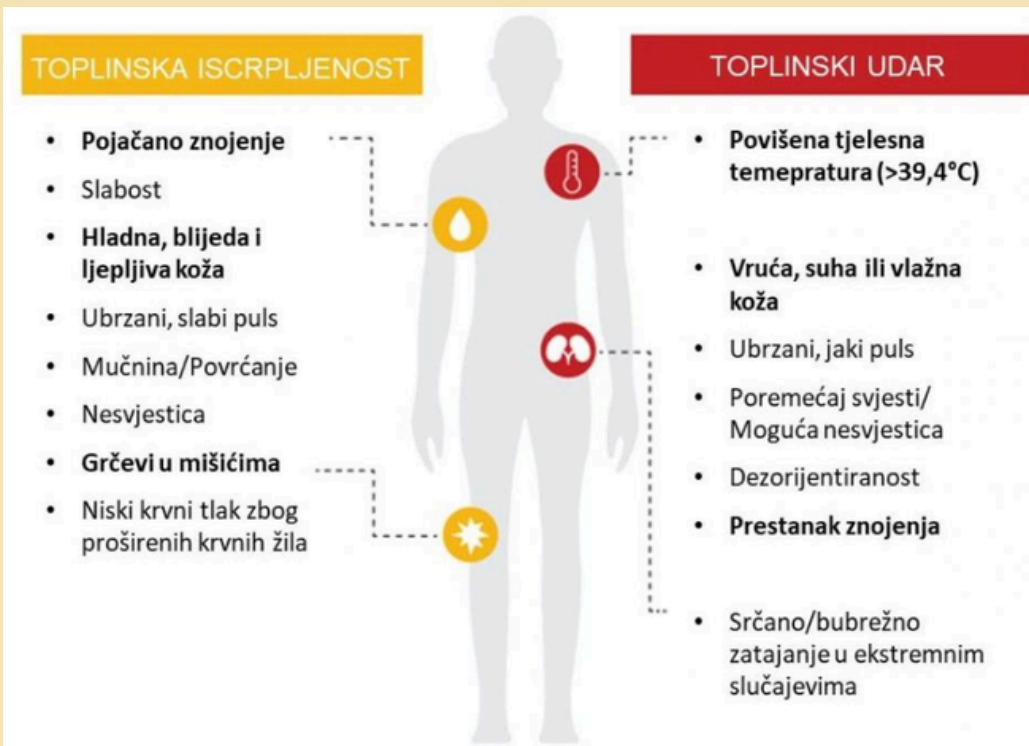 TOPLINSKA ISCRPLJENOST
• Pojačano znojenje
• Slabost
• Hladna, blijeda i
ljepljiva koža
• Ubrzani, slabi puls
• Mučnina/Povrćanje
• Nesvjestica
• Grčevi u mišićima
• Niski krvni tlak zbog
proširenih krvnih žila
TOPLINSKI UDAR
• Povišena tjelesna
temepratura (>39,4°C)
• Vruća, suha ili vlažna
koža
• Ubrzani, jaki puls
• Poremećaj svjesti/
Moguća nesvjestica
• Dezorijentiranost
• Prestanak znojenja
• Srčano/bubrežno
zatajanje u ekstremnim
slučajevima